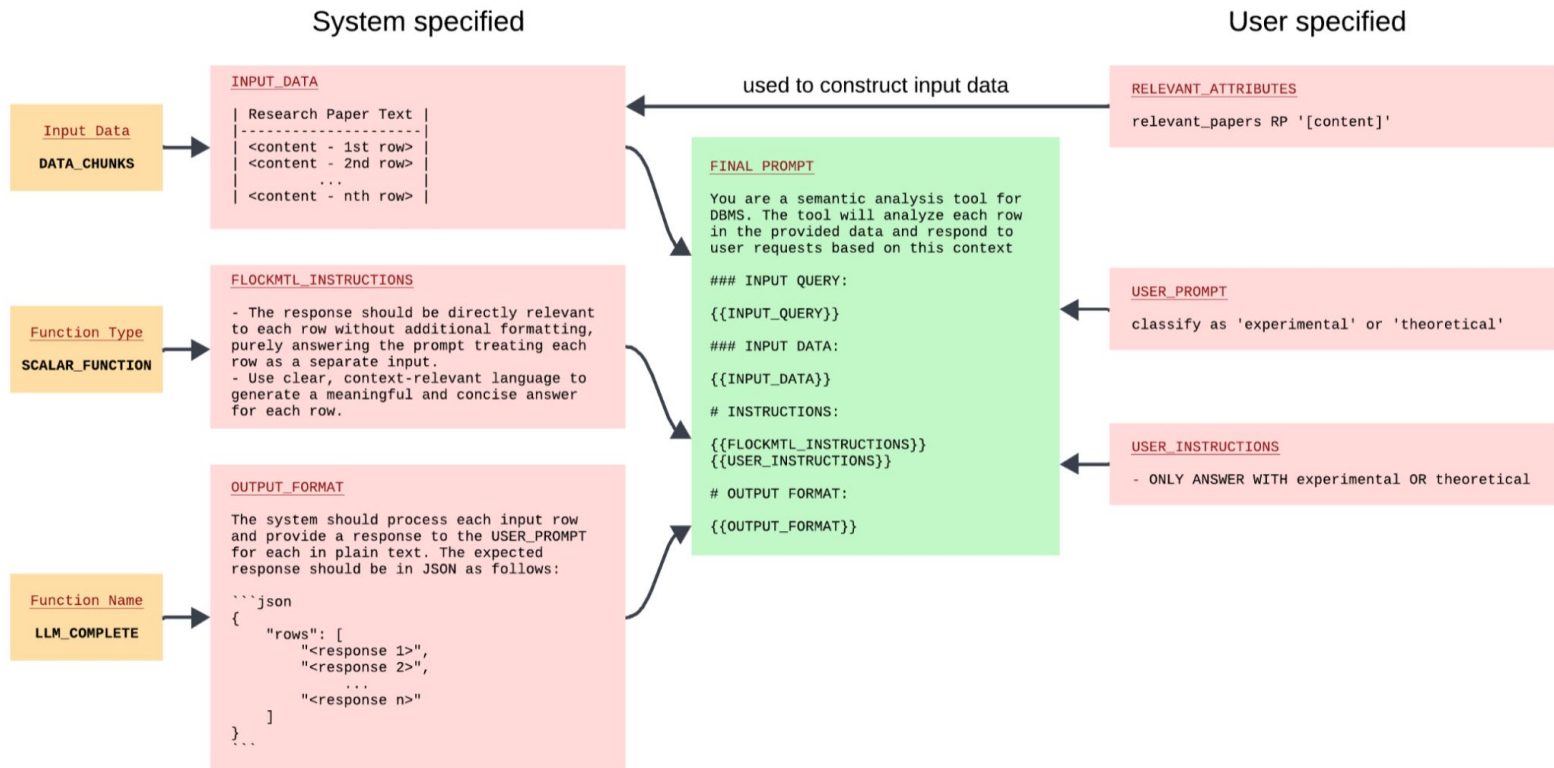 System specified
User specified
Input Data
DATA_CHUNKS
INPUT_DATA
| Research Paper Text |
|---------------------|
| <content - 1st row> |
| <content - 2nd row> |
|         ...         |
| <content - nth row> |
used to construct input data
RELEVANT_ATTRIBUTES
relevant_papers RP '[content]'
Function Type
SCALAR_FUNCTION
FLOCKMTL_INSTRUCTIONS
- The response should be directly relevant
to each row without additional formatting,
purely answering the prompt treating each
row as a separate input.
- Use clear, context-relevant language to
generate a meaningful and concise answer
for each row.
FINAL PROMPT
You are a semantic analysis tool for
DBMS. The tool will analyze each row
in the provided data and respond to
user requests based on this context
### INPUT QUERY:
{{INPUT_QUERY}}
### INPUT DATA:
{{INPUT_DATA}}
# INSTRUCTIONS:
{{FLOCKMTL_INSTRUCTIONS}}
{{USER_INSTRUCTIONS}}
# OUTPUT FORMAT:
{{OUTPUT_FORMAT}}
USER_PROMPT
classify as 'experimental' or 'theoretical'
USER_INSTRUCTIONS
- ONLY ANSWER WITH experimental OR theoretical
Function Name
LLM_COMPLETE
OUTPUT_FORMAT
The system should process each input row
and provide a response to the USER_PROMPT
for each in plain text. The expected
response should be in JSON as follows:
```json
{
    "rows": [
        "<response 1>",
        "<response 2>",
             ...
        "<response n>"
    ]
}
```